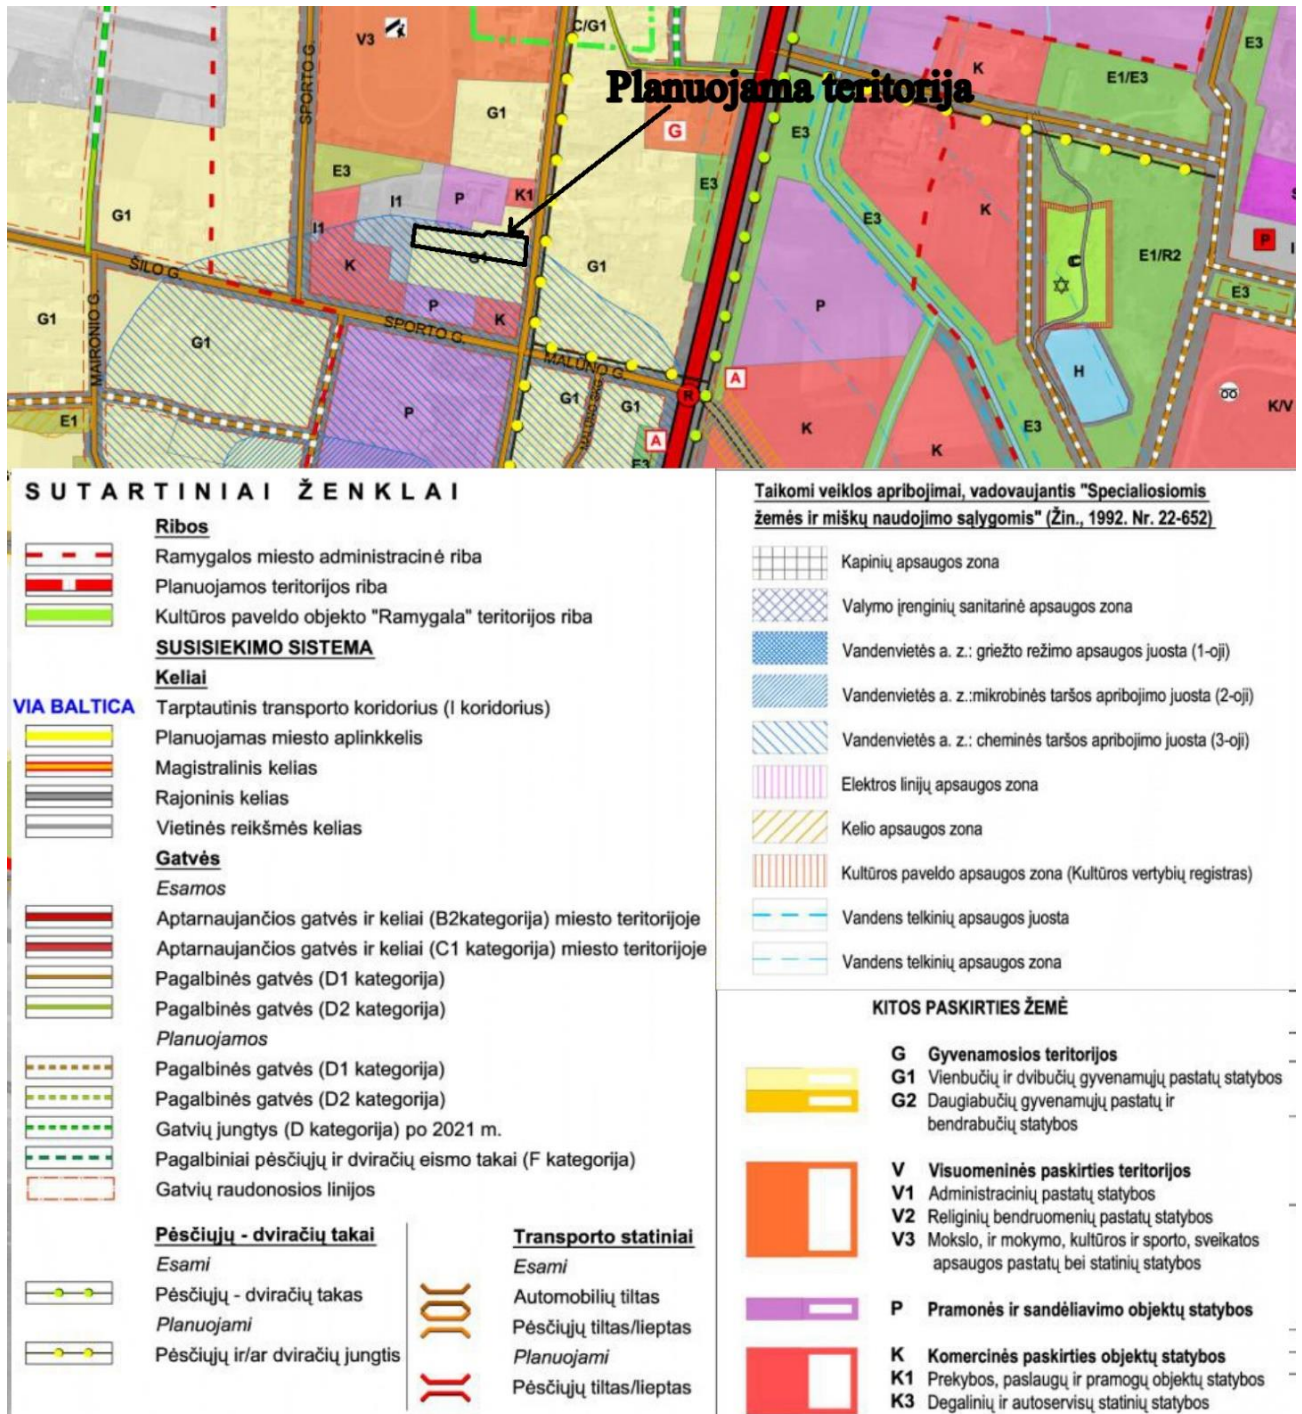 C/G1
V3
SPORTO G.
K
E3
E1/E3
Planuojama teritorija
G1
G
E3
E3
E3
I1
P
K1
G1
I1
E3
K
P
E1/R2
I
ŠILO G.
K
G1
G1
P
E3
G1
G1
P
K
SPORTO G.
MALŪNO G.
MAIRONIO G.
A
R
H
P
G1
G1
E1
K
K
E3
K/V
A
E3
SUTARTINIAI ŽENKLAI
Ribos
Ramygalos miesto administracinė riba
Planuojamos teritorijos riba
Kultūros paveldo objekto "Ramygala" teritorijos riba
SUSISIEKIMO SISTEMA
Keliai
VIA BALTICA Tarptautinis transporto koridorius (I koridorius)
Planuojamas miesto aplinkkelis
Magistralinis kelias
Rajoninis kelias
Vietinės reikšmės kelias
Gatvės
Esamos
Aptarnaujančios gatvės ir keliai (B2kategorija) miesto teritorijoje
Aptarnaujančios gatvės ir keliai (C1 kategorija) miesto teritorijoje
Pagalbinės gatvės (D1 kategorija)
Pagalbinės gatvės (D2 kategorija)
Planuojamos
Pagalbinės gatvės (D1 kategorija)
Pagalbinės gatvės (D2 kategorija)
Gatvių jungtys (D kategorija) po 2021 m.
Pagalbiniai pėsčiųjų ir dviračių eismo takai (F kategorija)
Gatvių raudonosios linijos
Pėsčiųjų - dviračių takai
Esami
Pėsčiųjų - dviračių takas
Planuojami
Pėsčiųjų ir/ar dviračių jungtis
Transporto statiniai
Esami
Automobilių tiltas
Pėsčiųjų tiltas/lieptas
Planuojami
Pėsčiųjų tiltas/lieptas
Taikomi veiklos apribojimai, vadovaujantis "Specialiosiomis
žemės ir miškų naudojimo sąlygomis" (Žin., 1992. Nr. 22-652)
Kapinių apsaugos zona
Valymo įrenginių sanitarinė apsaugos zona
Vandenvietės a. z.: griežto režimo apsaugos juosta (1-oji)
Vandenvietės a. z.:mikrobinės taršos apribojimo juosta (2-oji)
Vandenvietės a. z.: cheminės taršos apribojimo juosta (3-oji)
Elektros linijų apsaugos zona
Kelio apsaugos zona
Kultūros paveldo apsaugos zona (Kultūros vertybių registras)
Vandens telkinių apsaugos juosta
Vandens telkinių apsaugos zona
KITOS PASKIRTIES ŽEMĖ
G Gyvenamosios teritorijos
G1 Vienbučių ir dvibučių gyvenamųjų pastatų statybos
G2 Daugiabučių gyvenamųjų pastatų ir
bendrabučių statybos
V Visuomeninės paskirties teritorijos
V1 Administracinių pastatų statybos
V2 Religinių bendruomenių pastatų statybos
V3 Mokslo, ir mokymo, kultūros ir sporto, sveikatos
apsaugos pastatų bei statinių statybos
P Pramonės ir sandėliavimo objektų statybos
K Komercinės paskirties objektų statybos
K1 Prekybos, paslaugų ir pramogų objektų statybos
K3 Degalinių ir autoservisų statinių statybos